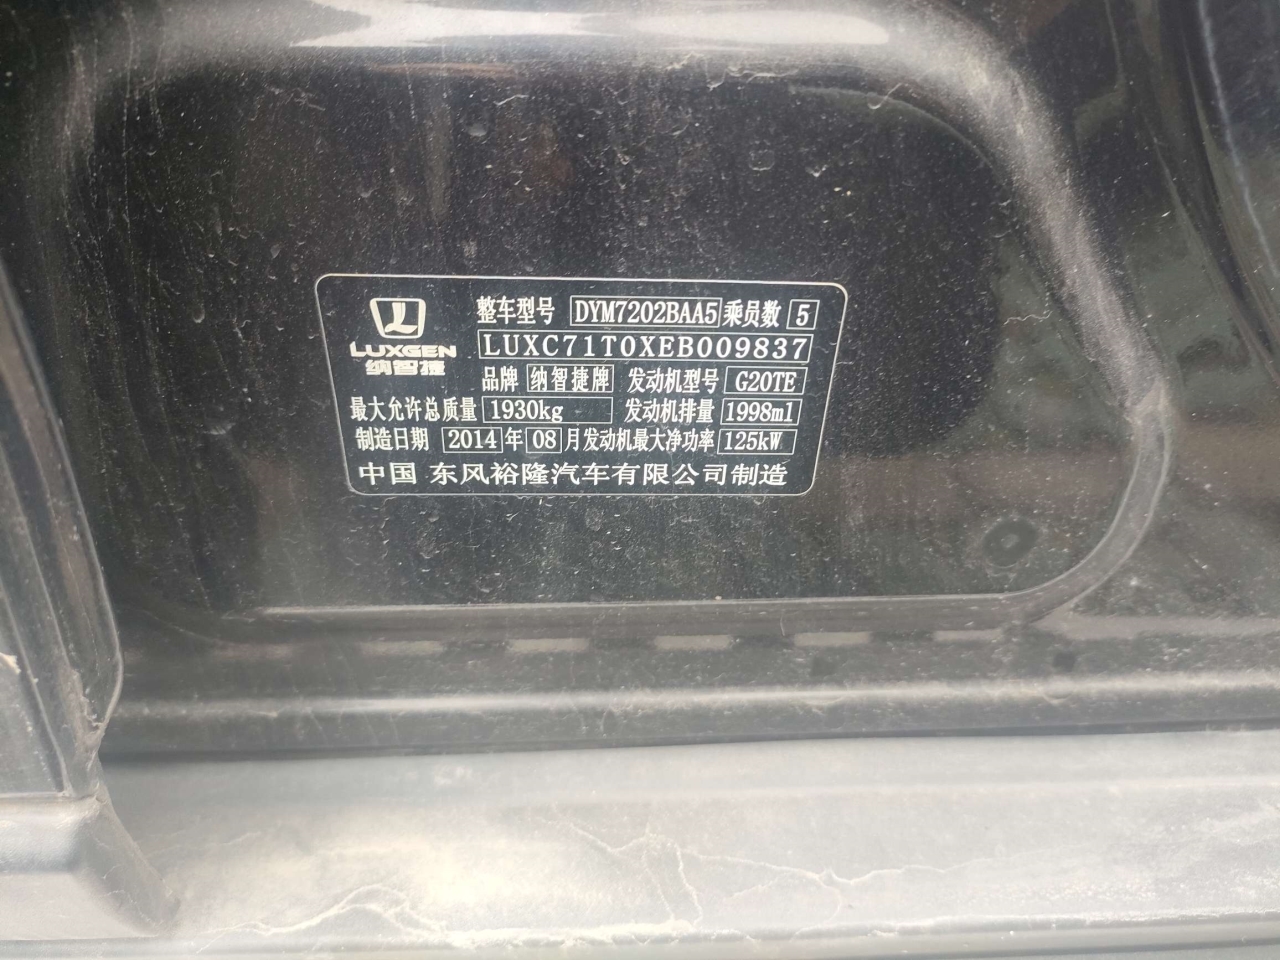 LUXGEN
纳智捷
整车型号 DYM7202BAA5 乘员数 5
LUXC71T0XEB009837
品牌 纳智捷牌 发动机型号 G20TE
最大允许总质量 1930kg 发动机排量 1998ml
制造日期 2014 年 08 月 发动机最大净功率 125kW
中国 东风裕隆汽车有限公司制造